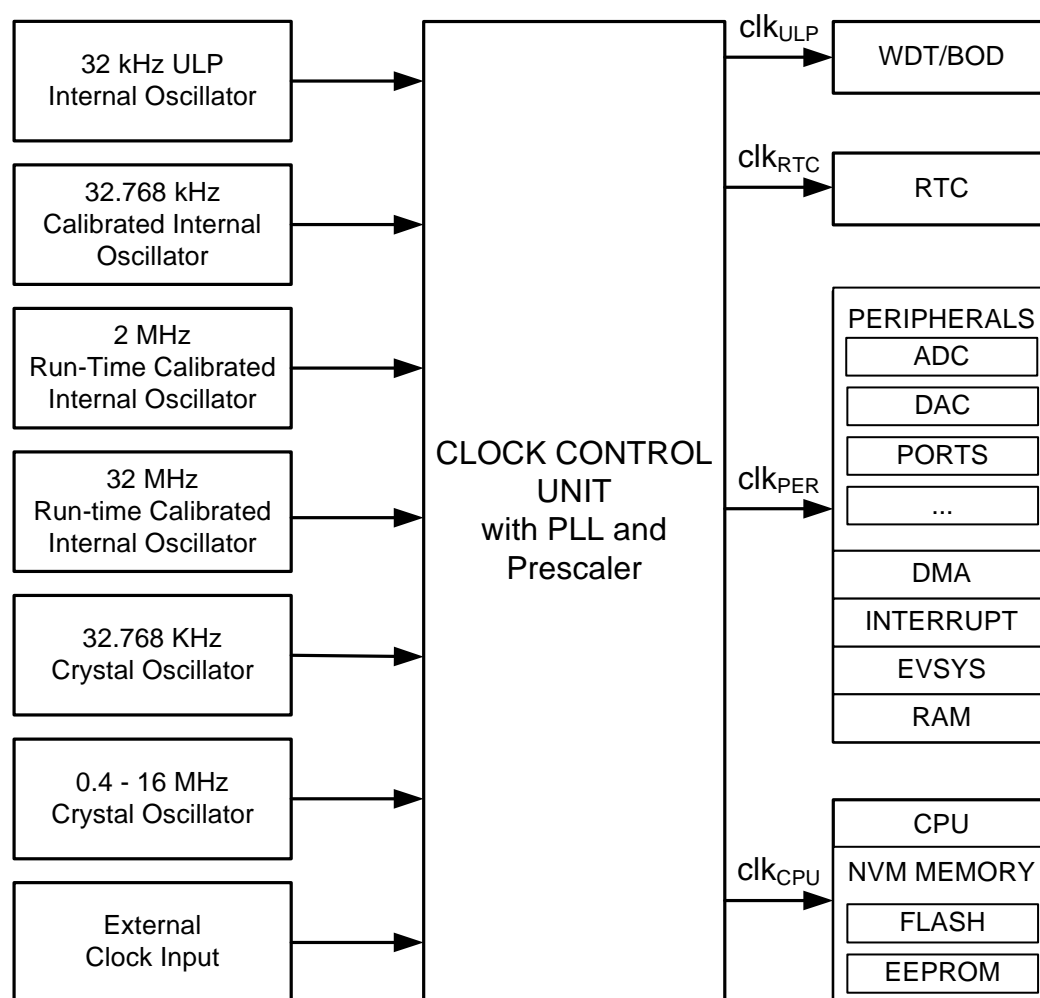 32 kHz ULP
Internal Oscillator
32.768 kHz
Calibrated Internal
Oscillator
2 MHz
Run-Time Calibrated
Internal Oscillator
32 MHz
Run-time Calibrated
Internal Oscillator
32.768 KHz
Crystal Oscillator
0.4 - 16 MHz
Crystal Oscillator
External
Clock Input
CLOCK CONTROL
UNIT
with PLL and
Prescaler
clkULP
clkRTC
clkPER
clkCPU
WDT/BOD
RTC
PERIPHERALS
ADC
DAC
PORTS
...
DMA
INTERRUPT
EVSYS
RAM
CPU
NVM MEMORY
FLASH
EEPROM